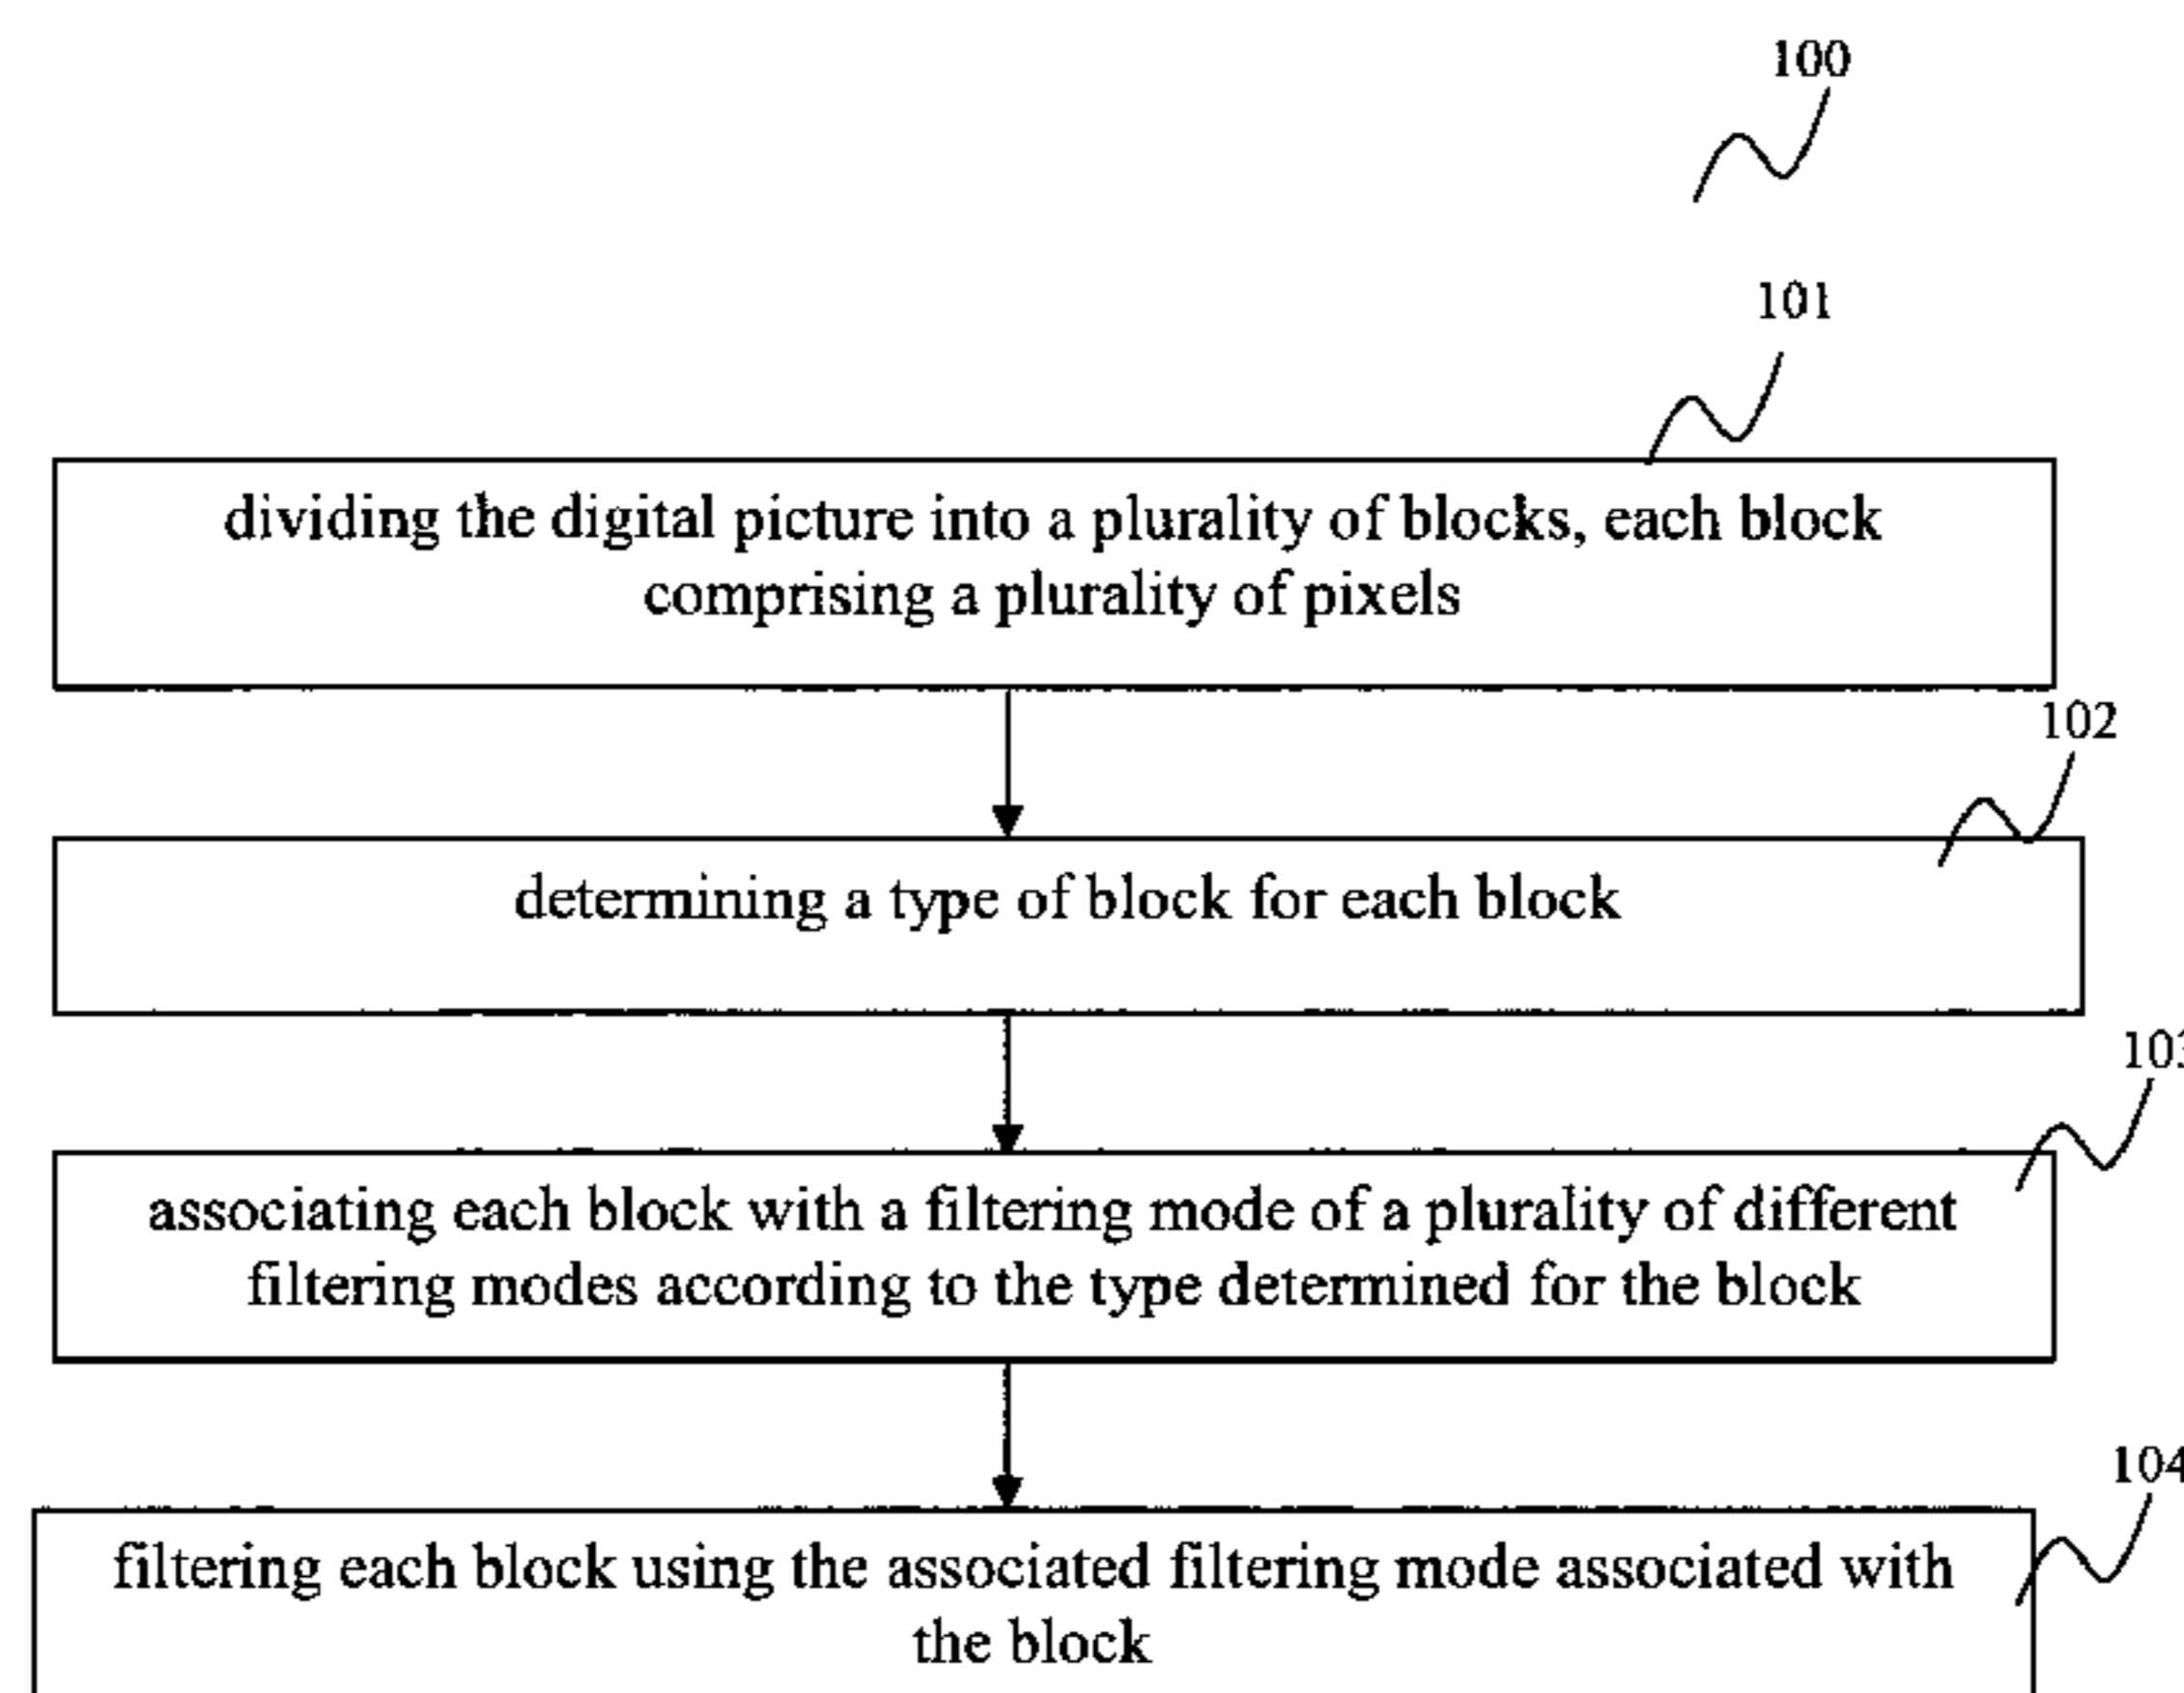 100
101
dividing the digital picture into a plurality of blocks, each block
comprising a plurality of pixels
102
determining a type of block for each block
103
associating each block with a filtering mode of a plurality of different
filtering modes according to the type determined for the block
104
filtering each block using the associated filtering mode associated with
the block